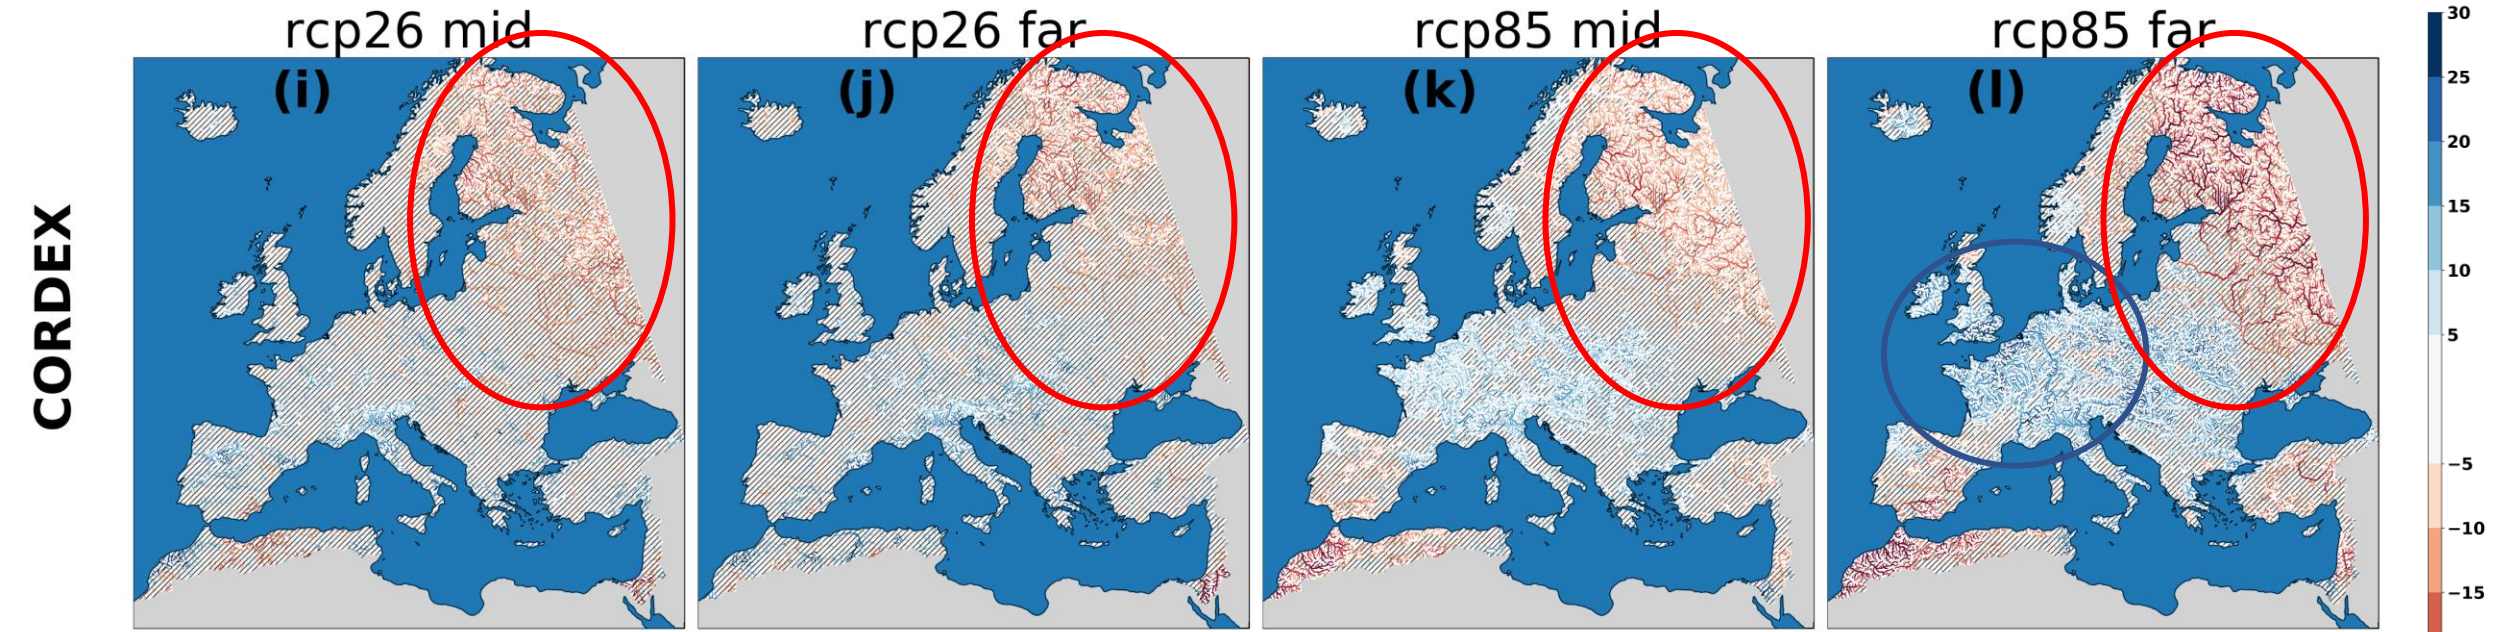 rcp26 mid
rcp26 far
rcp85 mid
rcp85 far
(i)
(j)
(k)
(l)
CORDEX
30
25
20
15
10
5
−5
−10
−15